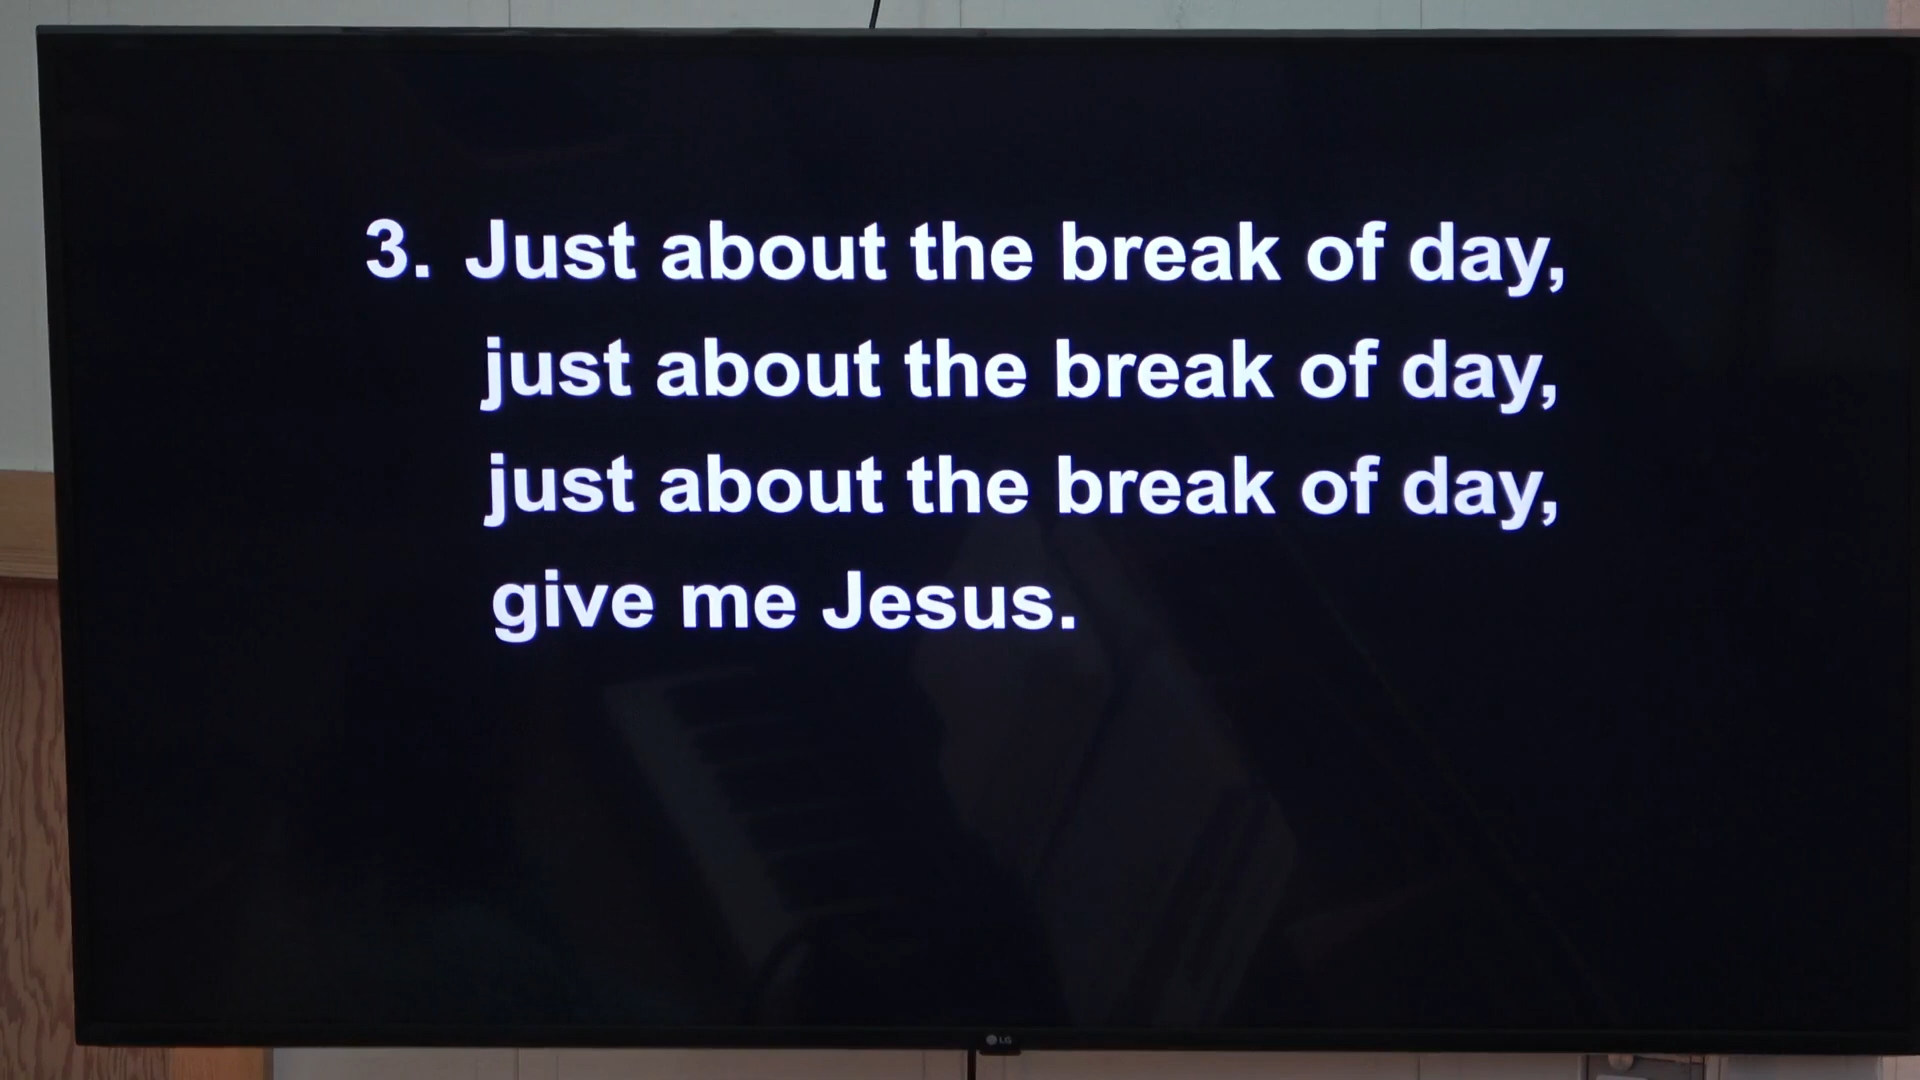 3. Just about the break of day,
just about the break of day,
just about the break of day,
give me Jesus.
LG